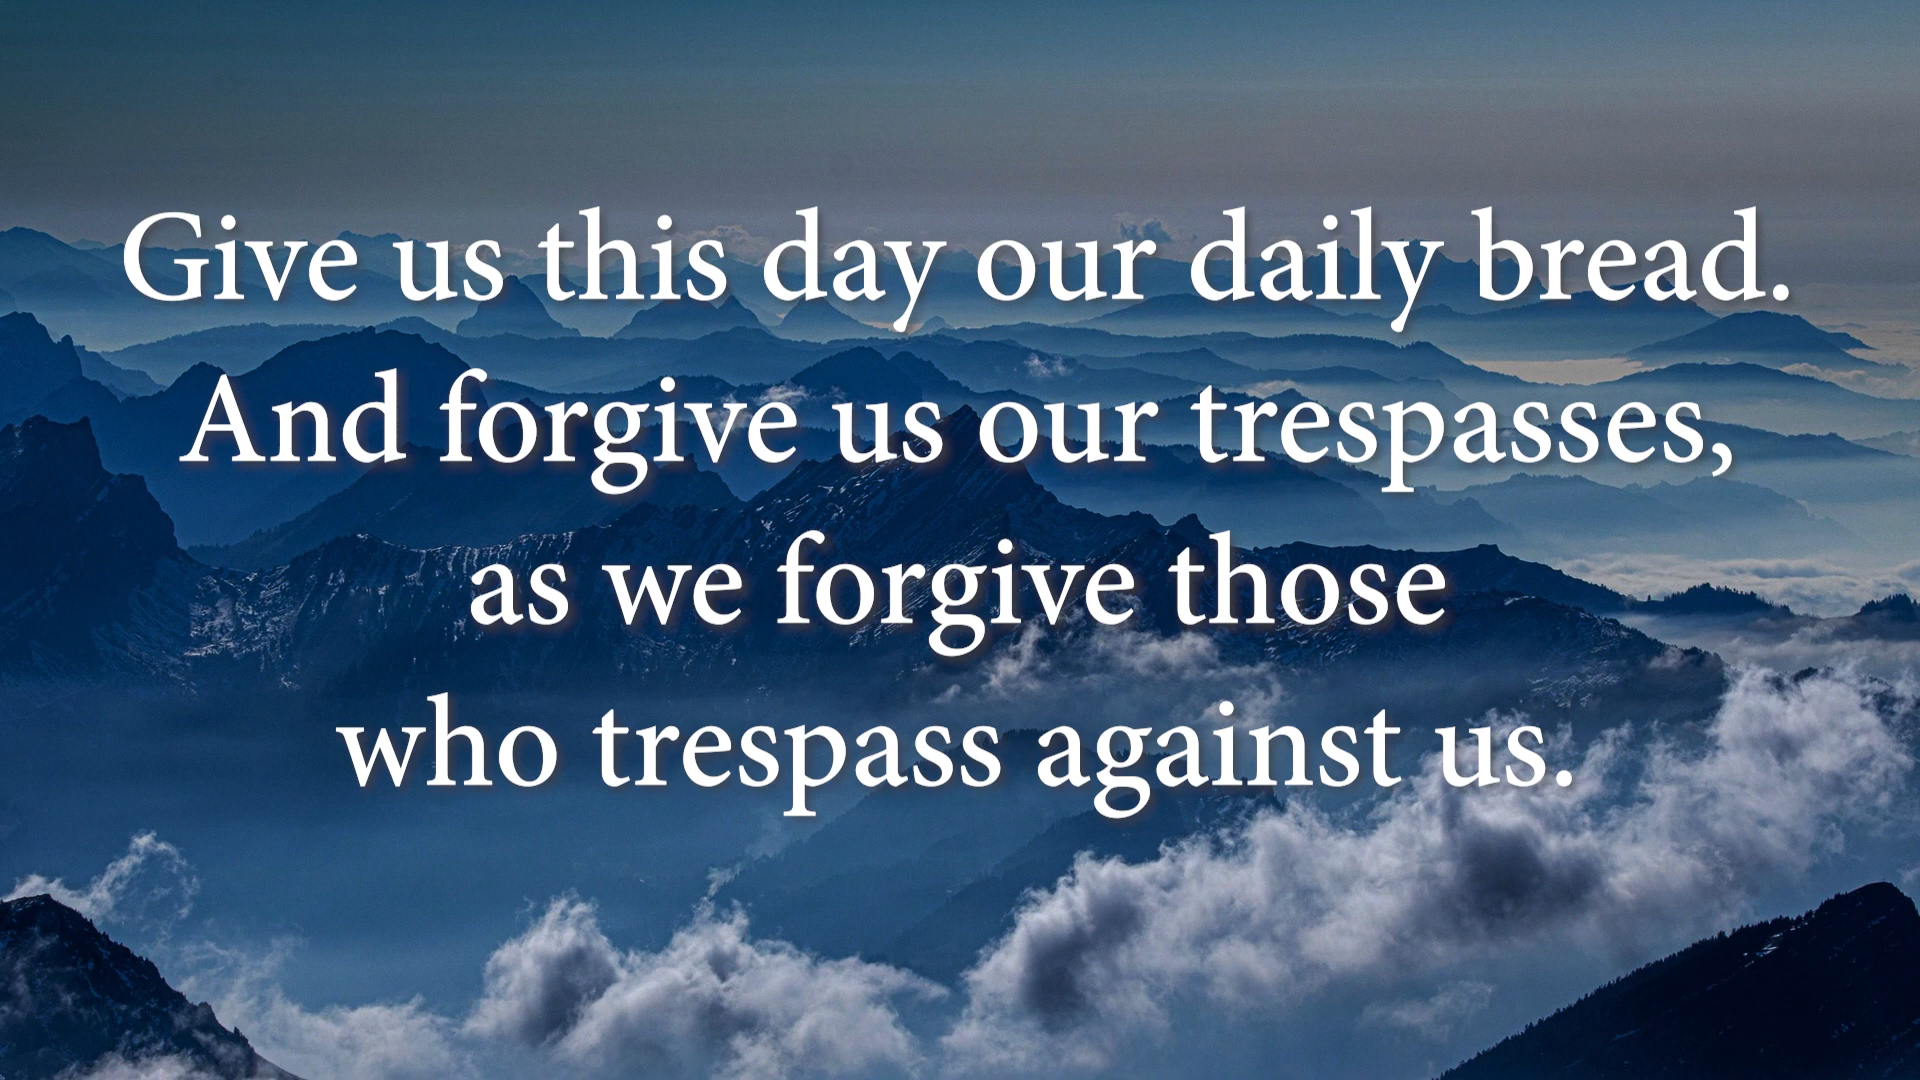 Give us this day our daily bread.
And forgive us our trespasses,
as we forgive those
who trespass against us.